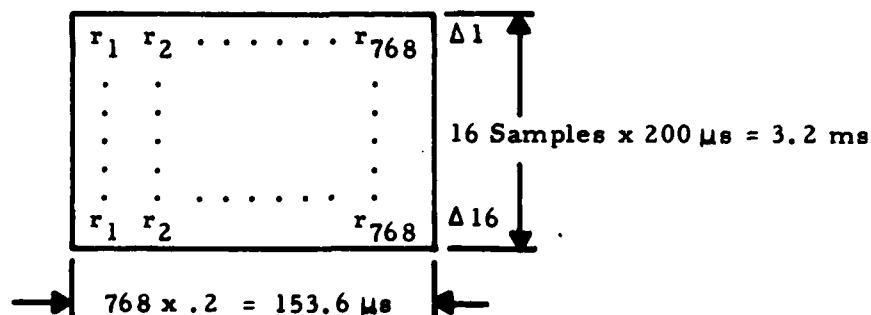 r1 r2 . . . . . . r768 Δ1
16 Samples x 200 μs = 3.2 ms
r1 r2 . . . . . . r768 Δ16
768 x .2 = 153.6 μs